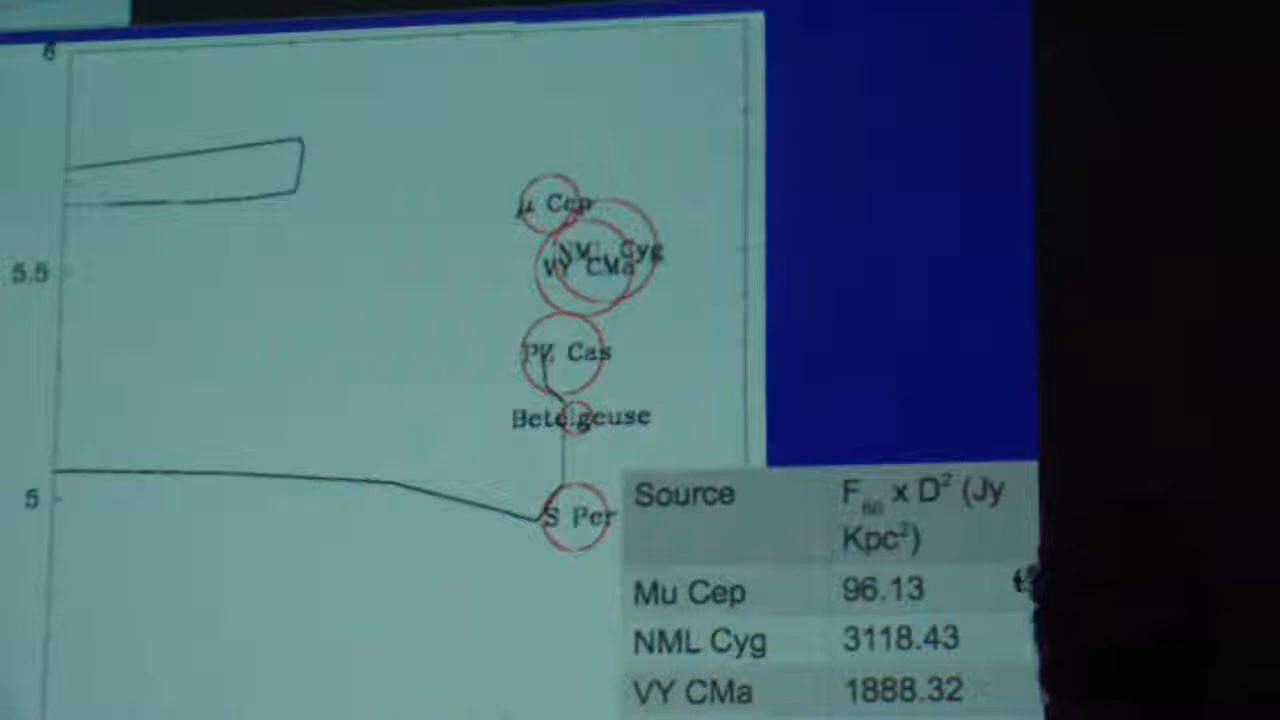 6
μ Cep
NML Cyg
VY CMa
5.5
PZ Cas
Betelgeuse
5
S Per
Source F₆₀ x D² (Jy
Kpc²)
Mu Cep 96.13
NML Cyg 3118.43
VY CMa 1888.32